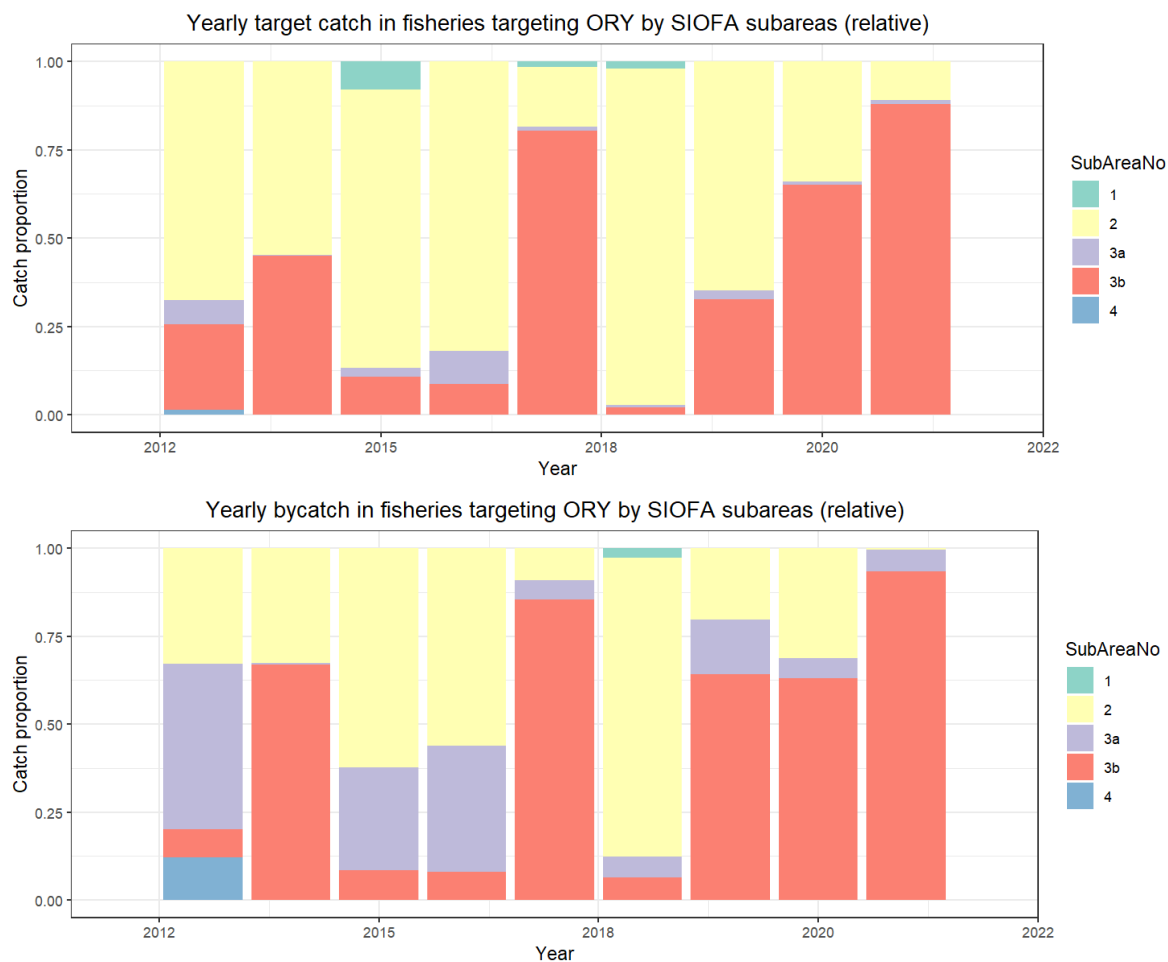 Yearly target catch in fisheries targeting ORY by SIOFA subareas (relative)
1.00
0.75
0.50
0.25
0.00
Catch proportion
2012 2015 2018 2020 2022
Year
SubAreaNo
1
2
3a
3b
4
Yearly bycatch in fisheries targeting ORY by SIOFA subareas (relative)
1.00
0.75
0.50
0.25
0.00
Catch proportion
2012 2015 2018 2020 2022
Year
SubAreaNo
1
2
3a
3b
4